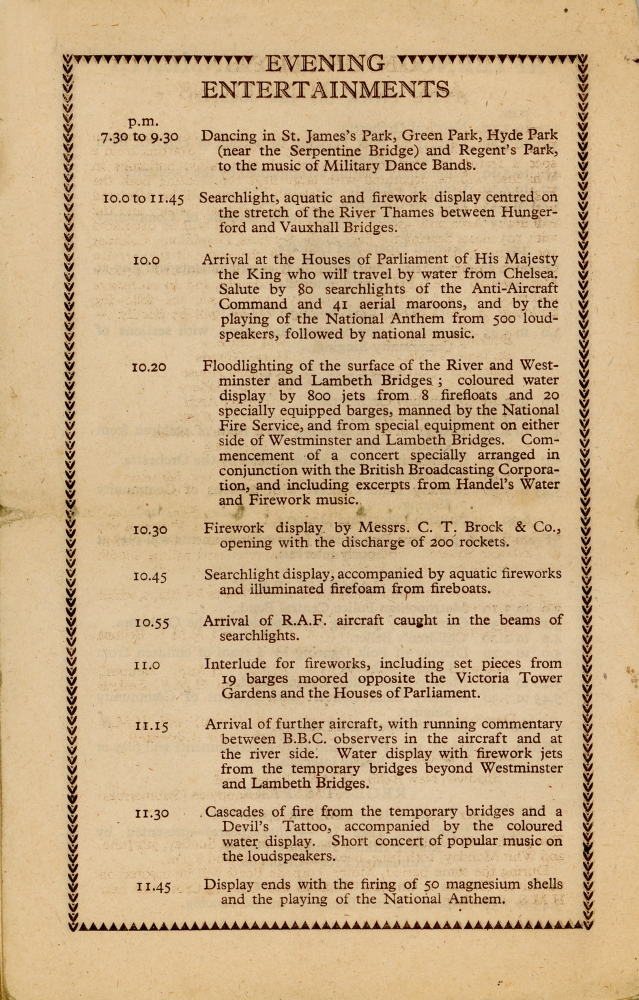 EVENING
ENTERTAINMENTS
p.m.
7.30 to 9.30 Dancing in St. James's Park, Green Park, Hyde Park
(near the Serpentine Bridge) and Regent's Park,
to the music of Military Dance Bands.
10.0 to 11.45 Searchlight, aquatic and firework display centred on
the stretch of the River Thames between Hunger-
ford and Vauxhall Bridges.
10.0 Arrival at the Houses of Parliament of His Majesty
the King who will travel by water from Chelsea.
Salute by 80 searchlights of the Anti-Aircraft
Command and 41 aerial maroons, and by the
playing of the National Anthem from 500 loud-
speakers, followed by national music.
10.20 Floodlighting of the surface of the River and West-
minster and Lambeth Bridges ; coloured water
display by 800 jets from 8 firefloats and 20
specially equipped barges, manned by the National
Fire Service, and from special equipment on either
side of Westminster and Lambeth Bridges. Com-
mencement of a concert specially arranged in
conjunction with the British Broadcasting Corpora-
tion, and including excerpts from Handel's Water
and Firework music.
10.30 Firework display by Messrs. C. T. Brock & Co.,
opening with the discharge of 200 rockets.
10.45 Searchlight display, accompanied by aquatic fireworks
and illuminated firefoam from fireboats.
10.55 Arrival of R.A.F. aircraft caught in the beams of
searchlights.
11.0 Interlude for fireworks, including set pieces from
19 barges moored opposite the Victoria Tower
Gardens and the Houses of Parliament.
11.15 Arrival of further aircraft, with running commentary
between B.B.C. observers in the aircraft and at
the river side. Water display with firework jets
from the temporary bridges beyond Westminster
and Lambeth Bridges.
11.30 Cascades of fire from the temporary bridges and a
Devil's Tattoo, accompanied by the coloured
water display. Short concert of popular music on
the loudspeakers.
11.45 Display ends with the firing of 50 magnesium shells
and the playing of the National Anthem.